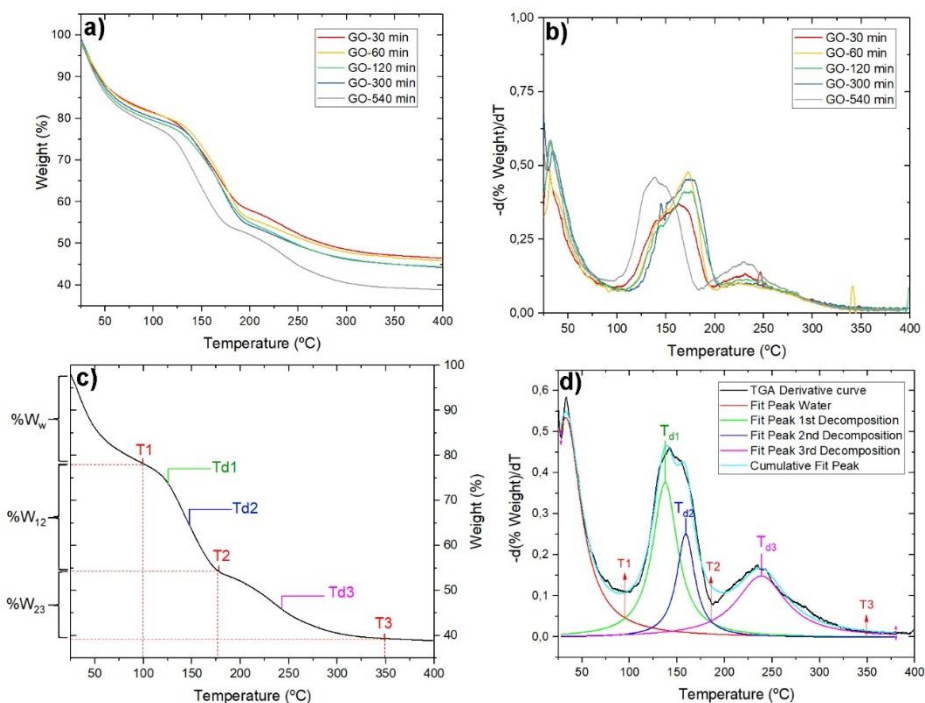 a)
GO-30 min
GO-60 min
GO-120 min
GO-300 min
GO-540 min
100
90
80
70
60
50
40
Weight (%)
50 100 150 200 250 300 350 400
Temperature (ºC)
b)
GO-30 min
GO-60 min
GO-120 min
GO-300 min
GO-540 min
1,00
0,75
0,50
0,25
0,00
-d(% Weight)/dT
50 100 150 200 250 300 350 400
Temperature (ºC)
c)
%Ww
%W12
%W23
T1
Td1
Td2
T2
Td3
T3
100
90
80
70
60
50
40
Weight (%)
50 100 150 200 250 300 350 400
Temperature (ºC)
d)
TGA Derivative curve
Fit Peak Water
Fit Peak 1st Decomposition
Fit Peak 2nd Decomposition
Fit Peak 3rd Decomposition
Cumulative Fit Peak
Td1
Td2
Td3
T1
T2
T3
0,6
0,5
0,4
0,3
0,2
0,1
0,0
-d(% Weight)/dT
50 100 150 200 250 300 350 400
Temperature (ºC)